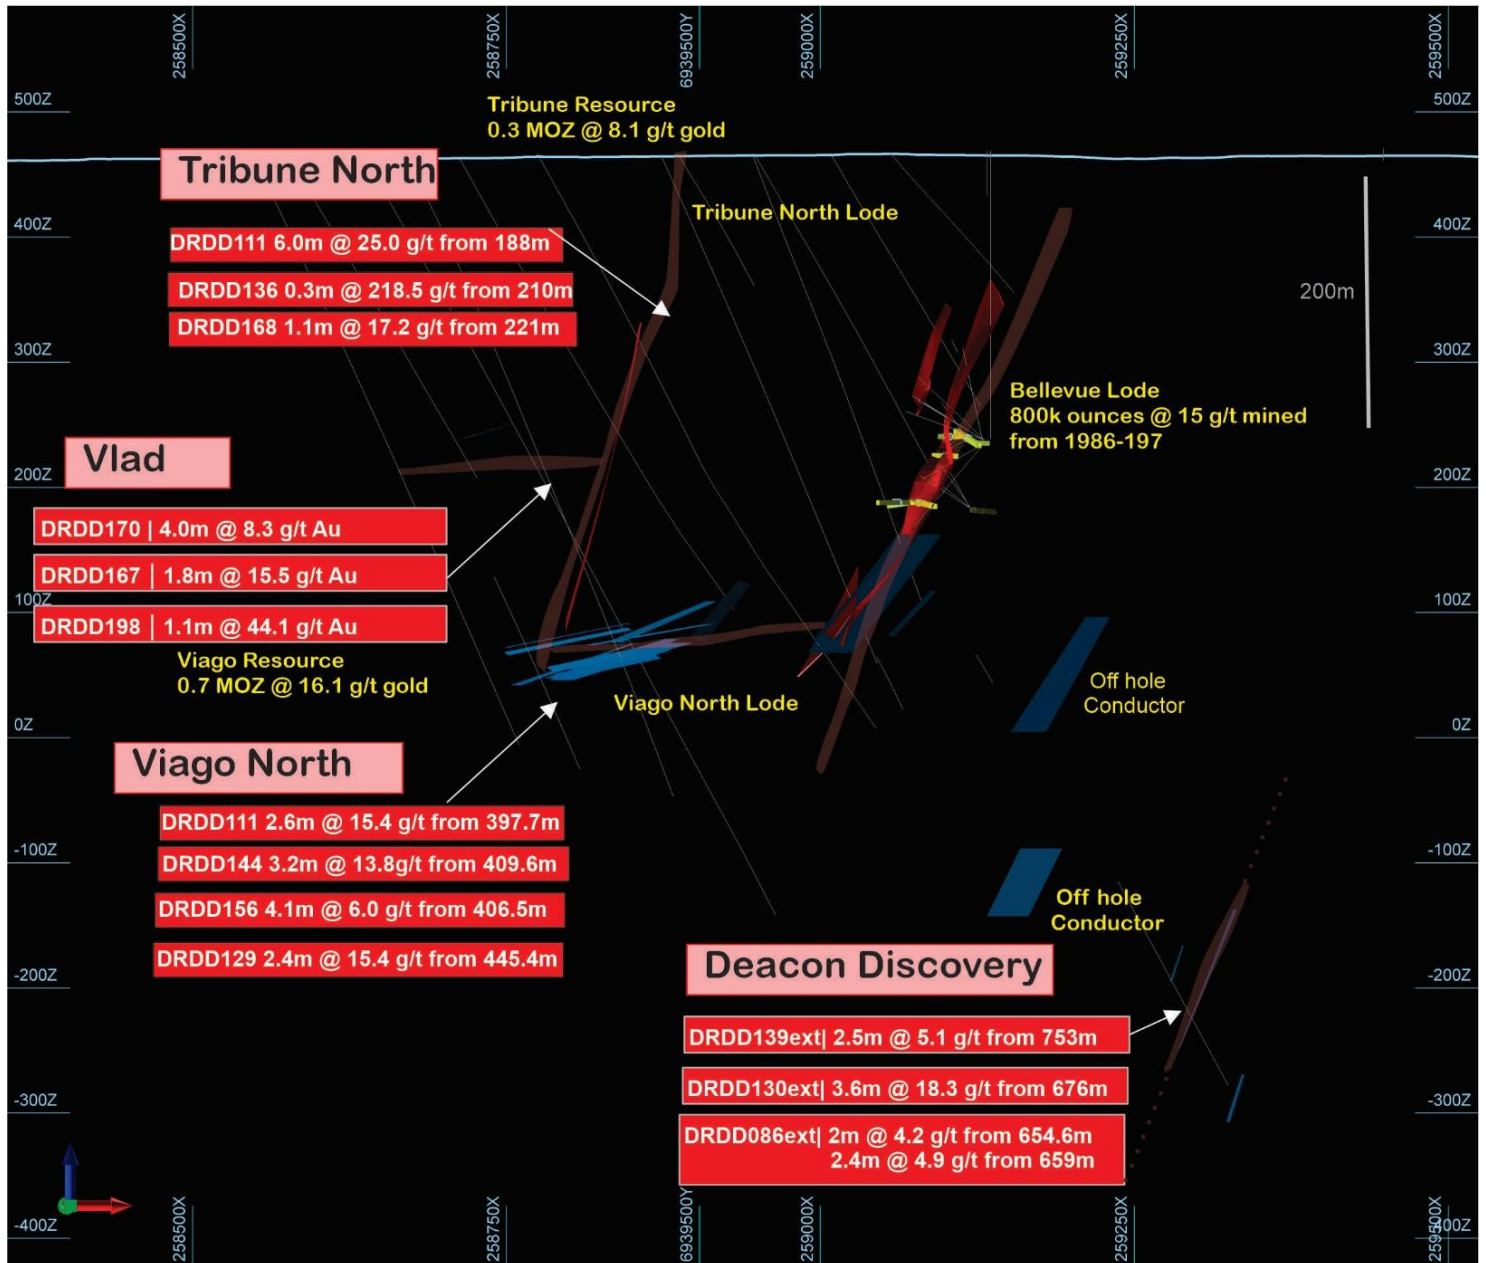 258500X
258750X
6939500Y
259000X
259250X
259500X
500Z
500Z
Tribune Resource
0.3 MOZ @ 8.1 g/t gold
Tribune North
400Z
Tribune North Lode
400Z
DRDD111 6.0m @ 25.0 g/t from 188m
DRDD136 0.3m @ 218.5 g/t from 210m
DRDD168 1.1m @ 17.2 g/t from 221m
200m
300Z
300Z
Bellevue Lode
800k ounces @ 15 g/t mined
from 1986-197
Vlad
200Z
200Z
DRDD170 | 4.0m @ 8.3 g/t Au
DRDD167 | 1.8m @ 15.5 g/t Au
100Z
100Z
DRDD198 | 1.1m @ 44.1 g/t Au
Viago Resource
0.7 MOZ @ 16.1 g/t gold
Viago North Lode
Off hole
Conductor
0Z
0Z
Viago North
DRDD111 2.6m @ 15.4 g/t from 397.7m
DRDD144 3.2m @ 13.8g/t from 409.6m
DRDD156 4.1m @ 6.0 g/t from 406.5m
DRDD129 2.4m @ 15.4 g/t from 445.4m
-100Z
-100Z
Off hole
Conductor
Deacon Discovery
-200Z
-200Z
DRDD139ext| 2.5m @ 5.1 g/t from 753m
DRDD130ext| 3.6m @ 18.3 g/t from 676m
DRDD086ext| 2m @ 4.2 g/t from 654.6m
2.4m @ 4.9 g/t from 659m
-300Z
-300Z
-400Z
-400Z
258500X
258750X
6939500Y
259000X
259250X
259500X